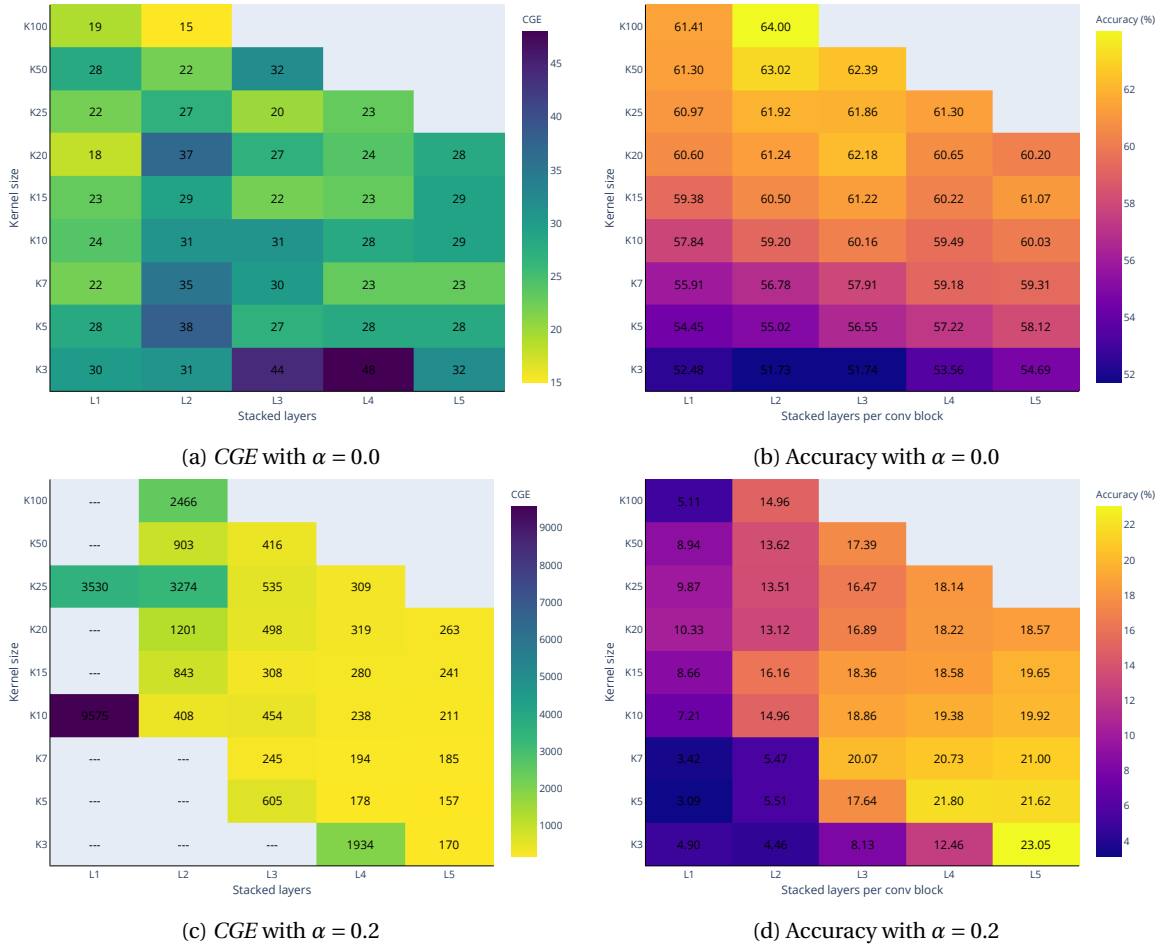 CGE
Accuracy (%)
K100 19 15
K50 28 22 32
K25 22 27 20 23
K20 18 37 27 24 28
K15 23 29 22 23 29
K10 24 31 31 28 29
K7 22 35 30 23 23
K5 28 38 27 28 28
K3 30 31 44 48 32
L1 L2 L3 L4 L5
Kernel size
Stacked layers
45
40
35
30
25
20
15
K100 61.41 64.00
K50 61.30 63.02 62.39
K25 60.97 61.92 61.86 61.30
K20 60.60 61.24 62.18 60.65 60.20
K15 59.38 60.50 61.22 60.22 61.07
K10 57.84 59.20 60.16 59.49 60.03
K7 55.91 56.78 57.91 59.18 59.31
K5 54.45 55.02 56.55 57.22 58.12
K3 52.48 51.73 51.74 53.56 54.69
L1 L2 L3 L4 L5
Kernel size
Stacked layers per conv block
62
60
58
56
54
52
(a) CGE with α = 0.0
(b) Accuracy with α = 0.0
CGE
Accuracy (%)
K100 --- 2466
K50 --- 903 416
K25 3530 3274 535 309
K20 --- 1201 498 319 263
K15 --- 843 308 280 241
K10 9575 408 454 238 211
K7 --- --- 245 194 185
K5 --- --- 605 178 157
K3 --- --- --- 1934 170
L1 L2 L3 L4 L5
Kernel size
Stacked layers
9000
8000
7000
6000
5000
4000
3000
2000
1000
K100 5.11 14.96
K50 8.94 13.62 17.39
K25 9.87 13.51 16.47 18.14
K20 10.33 13.12 16.89 18.22 18.57
K15 8.66 16.16 18.36 18.58 19.65
K10 7.21 14.96 18.86 19.38 19.92
K7 3.42 5.47 20.07 20.73 21.00
K5 3.09 5.51 17.64 21.80 21.62
K3 4.90 4.46 8.13 12.46 23.05
L1 L2 L3 L4 L5
Kernel size
Stacked layers per conv block
22
20
18
16
14
12
10
8
6
4
(c) CGE with α = 0.2
(d) Accuracy with α = 0.2